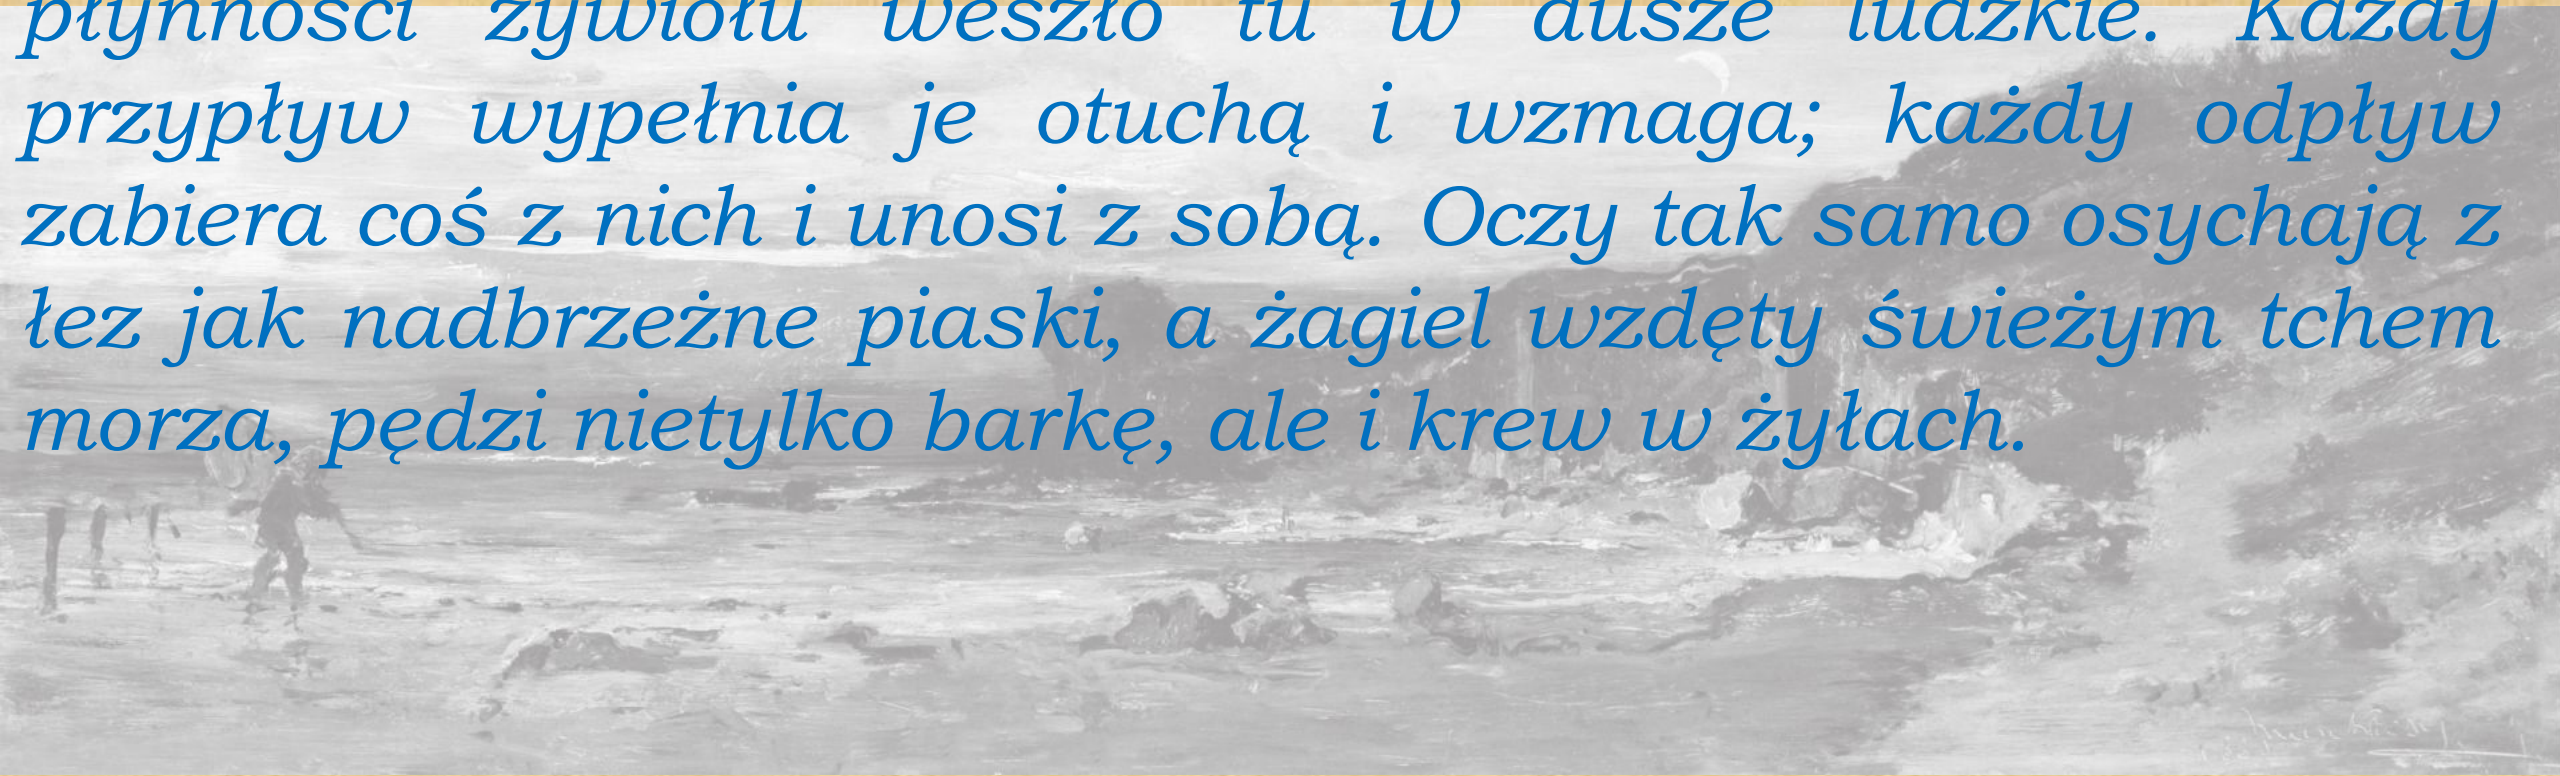 płynności żywiołu weszło tu w dusze ludzkie. Każdy
przypływ wypełnia je otuchą i wzmaga; każdy odpływ
zabiera coś z nich i unosi z sobą. Oczy tak samo osychają z
łez jak nadbrzeżne piaski, a żagiel wzdęty świeżym tchem
morza, pędzi nietylko barkę, ale i krew w żyłach.